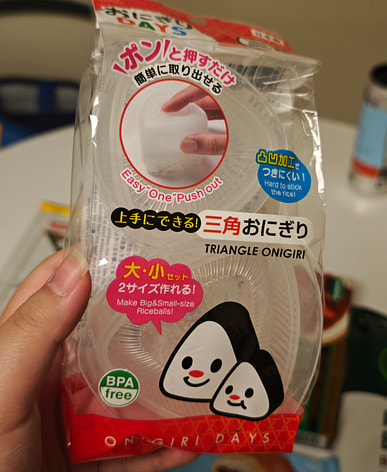 おにぎり
DAYS
「ポン」と押すだけ
簡単に取り出せる
Easy "One" Push out
凸凹加工で
つきにくい!
Hard to stick
the rice!
上手にできる!
三角おにぎり
TRIANGLE ONIGIRI
大・小セット
2サイズ作れる!
Make Big&Small-size
Riceballs!
BPA
free
ONIGIRI DAYS